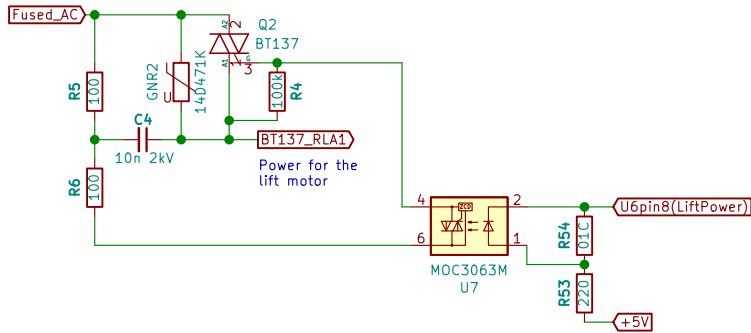 Fused_AC
Q2
BT137
A2
2
A1
G
3
R5
100
GNR2
14D471K
U
R4
100k
C4
10n 2kV
BT137_RLA1
Power for the
lift motor
R6
100
4
ZCD
2
U6pin8(LiftPower)
6
1
MOC3063M
U7
R54
01C
R53
220
+5V